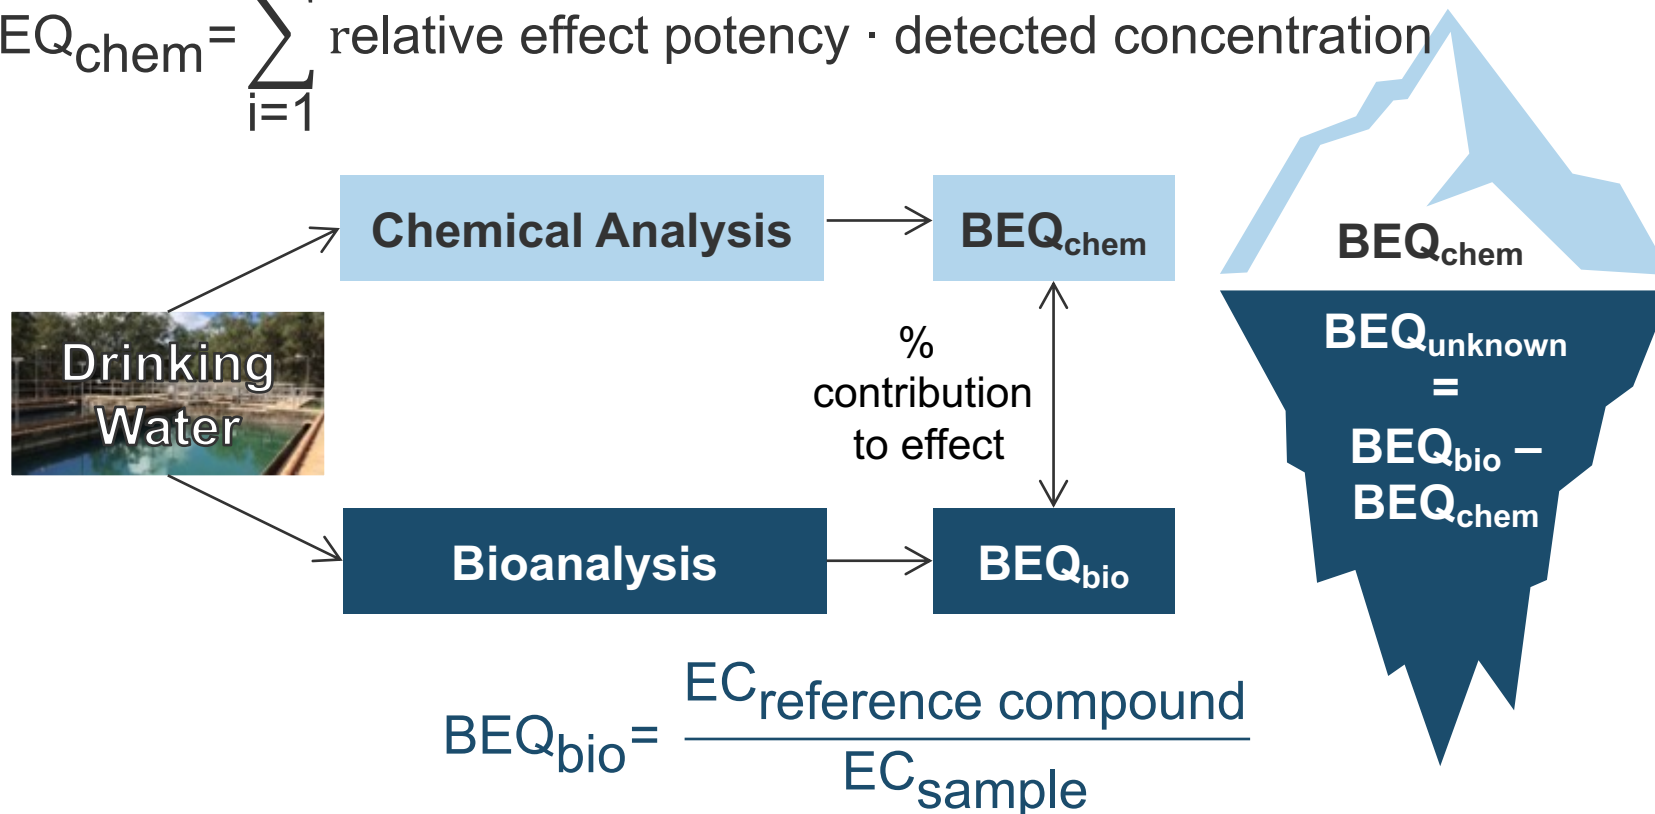 EQchem = ∑ relative effect potency · detected concentration
i=1
Chemical Analysis
BEQchem
BEQchem
Drinking
Water
%
contribution
to effect
BEQunknown
=
BEQbio –
BEQchem
Bioanalysis
BEQbio
BEQbio = ECreference compound
ECsample